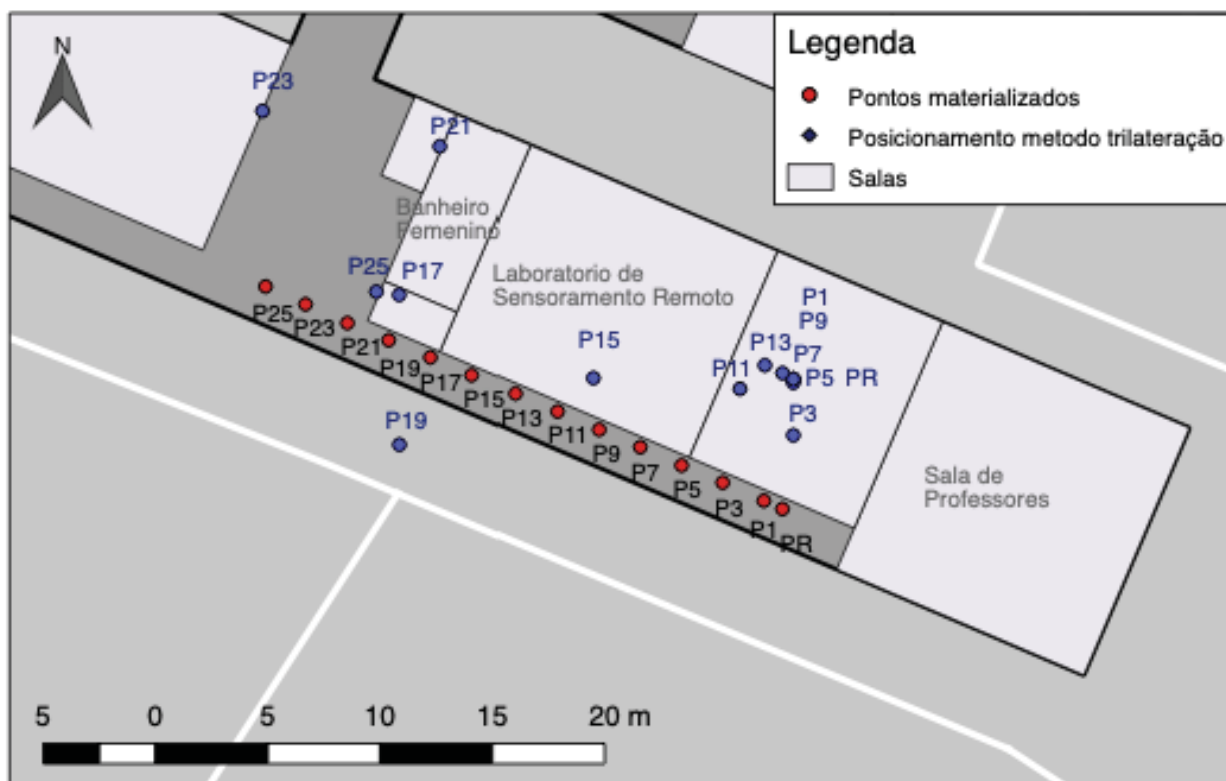 Legenda
Pontos materializados
Posicionamento metodo trilateração
Salas
N
P23
P21
Banheiro
Femenino
P25
P17
Laboratorio de
Sensoramento Remoto
P1
P9
P15
P13
P7
P11
P5
PR
P3
P19
P25
P23
P21
P19
P17
P15
P13
P11
P9
P7
P5
P3
P1
PR
Sala de
Professores
5 0 5 10 15 20 m